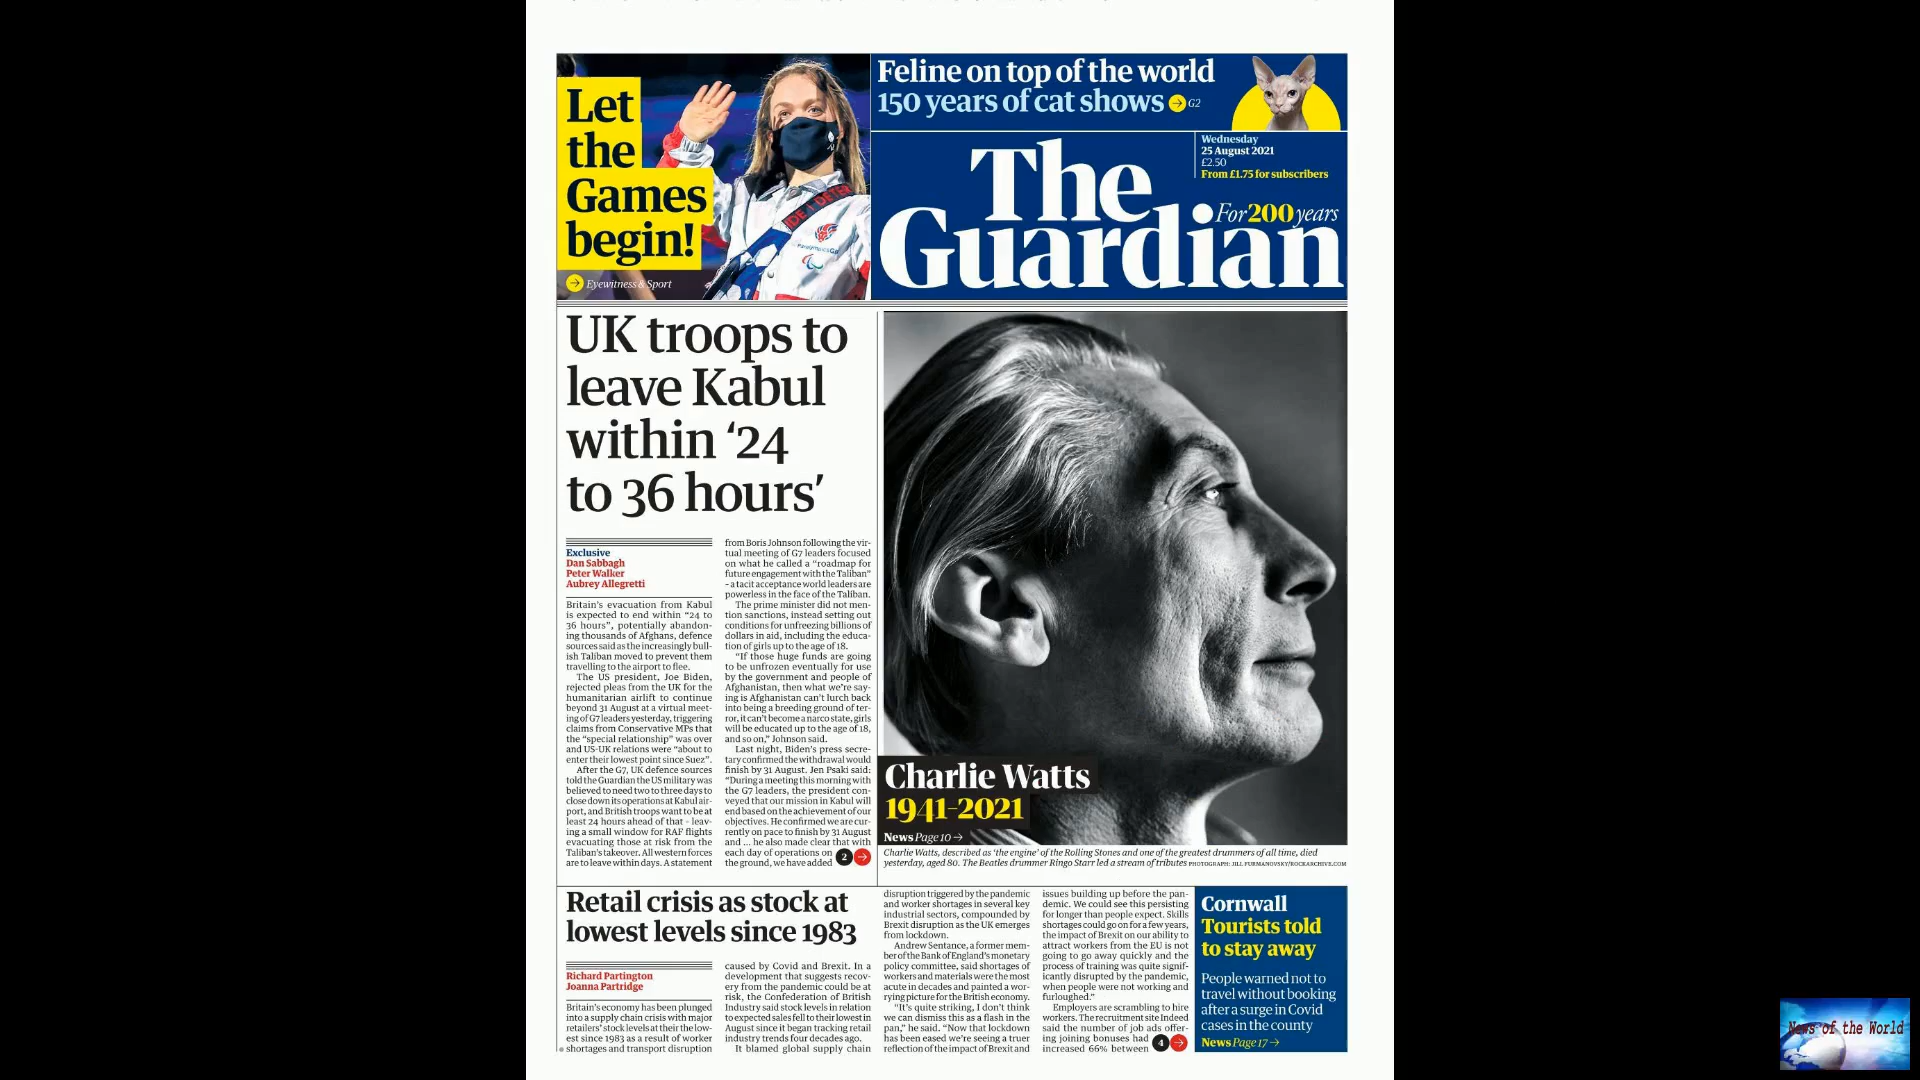 Let
the
Games
begin!
Eyewitness & Sport
Feline on top of the world
150 years of cat shows G2
Wednesday
25 August 2021
£2.50
From £1.75 for subscribers
The
Guardian
For 200 years
UK troops to
leave Kabul
within ‘24
to 36 hours’
Exclusive
Dan Sabbagh
Peter Walker
Aubrey Allegretti
Britain's evacuation from Kabul
is expected to end within "24 to
36 hours", potentially abandon-
ing thousands of Afghans, defence
sources said as the increasingly bull-
ish Taliban moved to prevent them
travelling to the airport to flee.
The US president, Joe Biden,
rejected pleas from the UK for the
humanitarian airlift to continue
beyond 31 August at a virtual meet-
ing of G7 leaders yesterday, triggering
claims from Conservative MPs that
the "special relationship" was over
and US-UK relations were "about to
enter their lowest point since Suez".
After the G7, UK defence sources
told the Guardian the US military was
believed to need two to three days to
close down its operations at Kabul air-
port, and British troops want to be at
least 24 hours ahead of that - leav-
ing a small window for RAF flights
evacuating those at risk from the
Taliban's takeover. All western forces
are to leave within days. A statement
from Boris Johnson following the vir-
tual meeting of G7 leaders focused
on what he called a "roadmap for
future engagement with the Taliban"
- a tacit acceptance world leaders are
powerless in the face of the Taliban.
The prime minister did not men-
tion sanctions, instead setting out
conditions for unfreezing billions of
dollars in aid, including the educa-
tion of girls up to the age of 18.
"If those huge funds are going
to be unfrozen eventually for use
by the government and people of
Afghanistan, then what we're say-
ing is Afghanistan can't lurch back
into being a breeding ground of ter-
ror, it can't become a narco state, girls
will be educated up to the age of 18,
and so on," Johnson said.
Last night, Biden's press secre-
tary confirmed the withdrawal would
finish by 31 August. Jen Psaki said:
"During a meeting this morning with
the G7 leaders, the president con-
veyed that our mission in Kabul will
end based on the achievement of our
objectives. He confirmed we are cur-
rently on pace to finish by 31 August
and ... he also made clear that with
each day of operations on
the ground, we have added 2
Charlie Watts
1941-2021
News Page 10 →
Charlie Watts, described as ‘the engine’ of the Rolling Stones and one of the greatest drummers of all time, died
yesterday, aged 80. The Beatles drummer Ringo Starr led a stream of tributes PHOTOGRAPH: JILL FURMANOVSKY/ROCKARCHIVE.COM
Retail crisis as stock at
lowest levels since 1983
Richard Partington
Joanna Partridge
Britain's economy has been plunged
into a supply chain crisis with major
retailers' stock levels at their the low-
est since 1983 as a result of worker
shortages and transport disruption
caused by Covid and Brexit. In a
development that suggests recov-
ery from the pandemic could be at
risk, the Confederation of British
Industry said stock levels in relation
to expected sales fell to their lowest in
August since it began tracking retail
industry trends four decades ago.
It blamed global supply chain
disruption triggered by the pandemic
and worker shortages in several key
industrial sectors, compounded by
Brexit disruption as the UK emerges
from lockdown.
Andrew Sentance, a former mem-
ber of the Bank of England's monetary
policy committee, said shortages of
workers and materials were the most
acute in decades and painted a wor-
rying picture for the British economy.
"It's quite striking, I don't think
we can dismiss this as a flash in the
pan," he said. "Now that lockdown
has been eased we're seeing a truer
reflection of the impact of Brexit and
issues building up before the pan-
demic. We could see this persisting
for longer than people expect. Skills
shortages could go on for a few years,
the impact of Brexit on our ability to
attract workers from the EU is not
going to go away quickly and the
process of training was quite signif-
icantly disrupted by the pandemic,
when people were not working and
furloughed."
Employers are scrambling to hire
workers. The recruitment site Indeed
said the number of job ads offer-
ing joining bonuses had
increased 66% between 4
Cornwall
Tourists told
to stay away
People warned not to
travel without booking
after a surge in Covid
cases in the county
News Page 17 →
News of the World